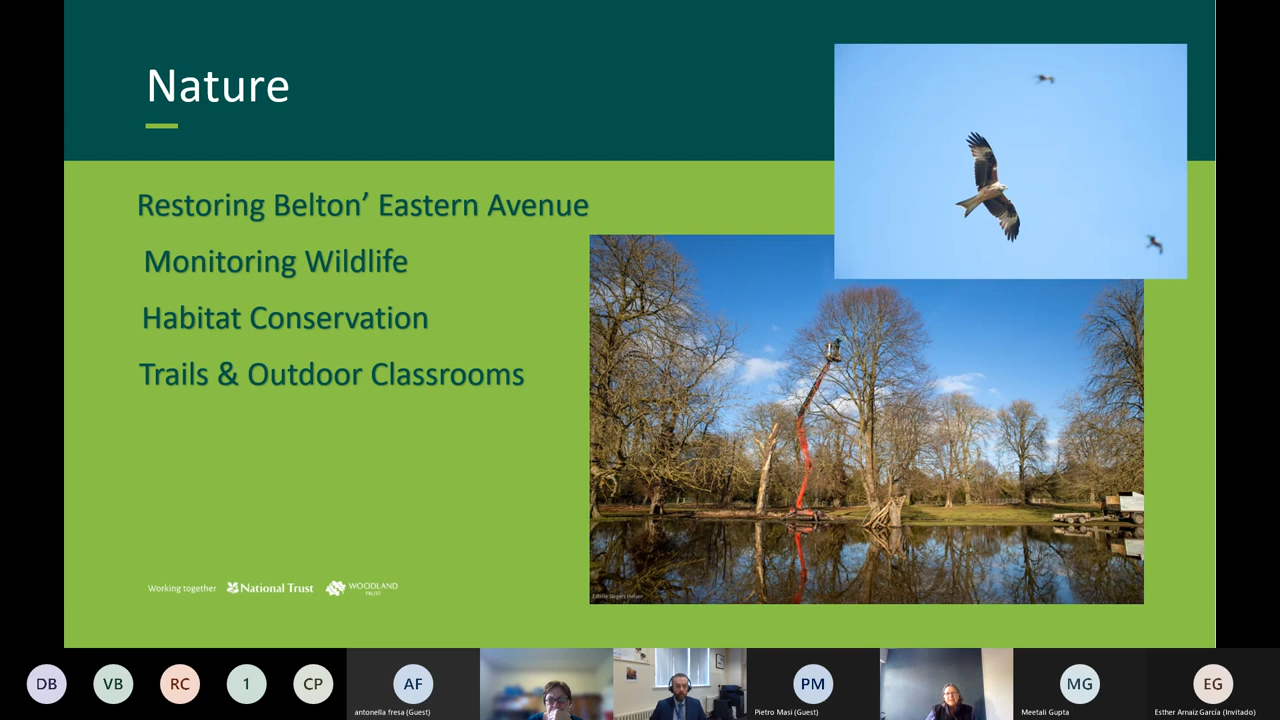 Nature
Restoring Belton’ Eastern Avenue
Monitoring Wildlife
Habitat Conservation
Trails & Outdoor Classrooms
Working together National Trust WOODLAND TRUST
DB VB RC 1 CP AF PM MG EG
antonella fresa (Guest) Pietro Masi (Guest) Meetali Gupta Esther Arnaiz García (Invitado)